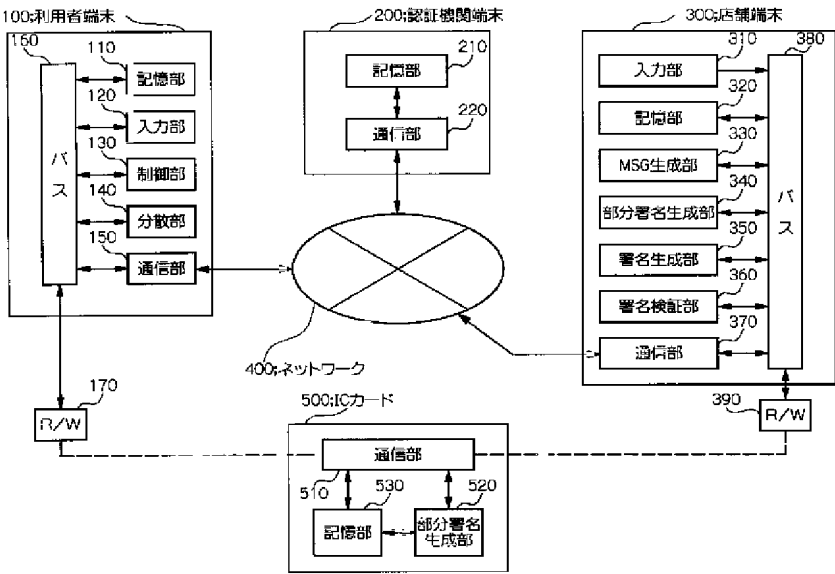 100;利用者端末
160
110
記憶部
120
入力部
130
制御部
140
分散部
150
通信部
バス
170
R/W
200;認証機関端末
210
記憶部
220
通信部
400;ネットワーク
300;店舗端末
310
380
入力部
320
記憶部
330
MSG生成部
340
部分署名生成部
350
署名生成部
360
署名検証部
370
通信部
バス
390
R/W
500;ICカード
通信部
510
530
520
記憶部
部分署名
生成部